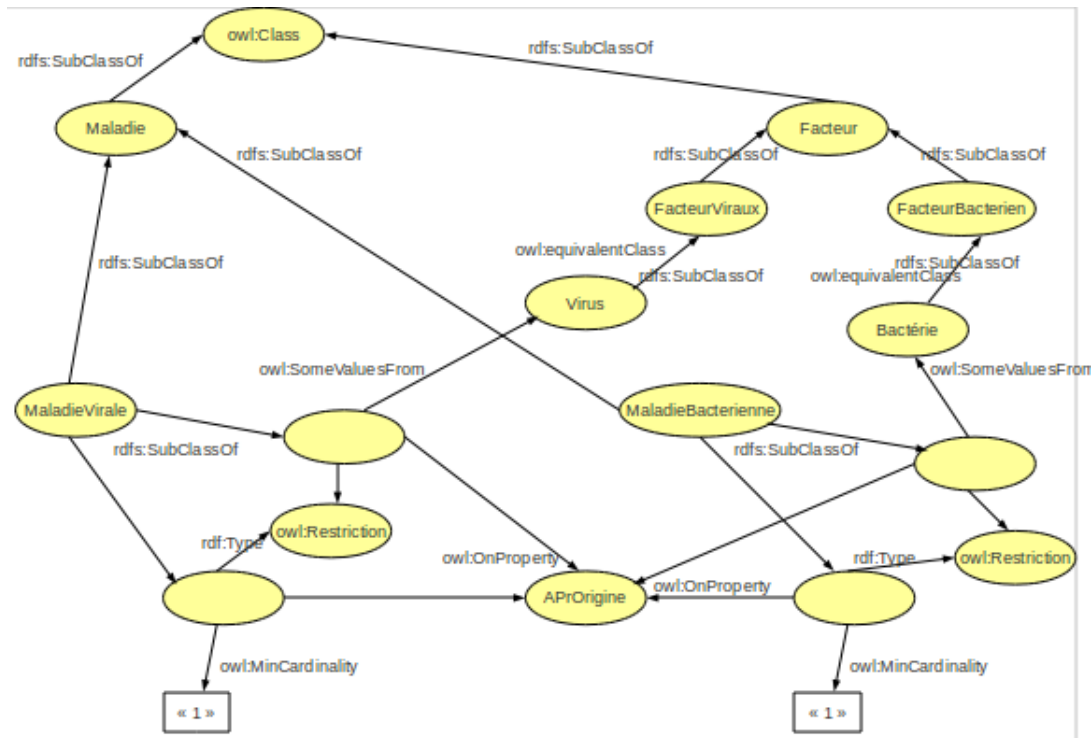 owl:Class
rdfs:SubClassOf
rdfs:SubClassOf
Maladie
Facteur
rdfs:SubClassOf
rdfs:SubClassOf
rdfs:SubClassOf
FacteurViraux
FacteurBacterien
owl:equivalentClass
rdfs:SubClassOf
rdfs:SubClassOf
rdfs:SubClassOf
owl:equivalentClass
Virus
Bactérie
owl:SomeValuesFrom
owl:SomeValuesFrom
MaladieVirale
MaladieBacterienne
rdfs:SubClassOf
rdfs:SubClassOf
owl:Restriction
rdf:Type
owl:OnProperty
rdf:Type
owl:Restriction
owl:OnProperty
APrOrigine
owl:MinCardinality
owl:MinCardinality
« 1 »
« 1 »